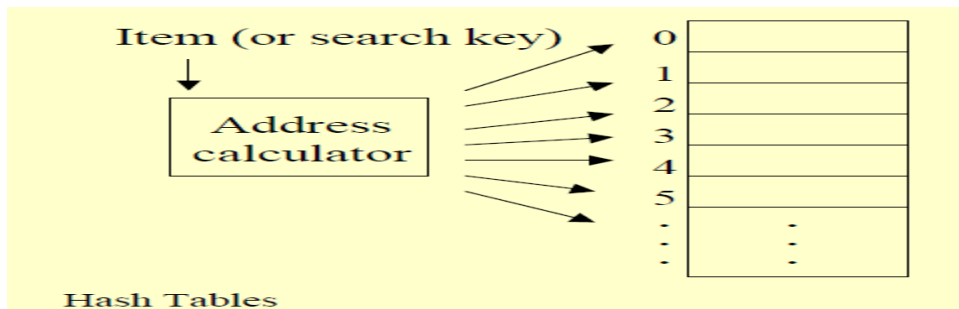 Item (or search key)
Address
calculator
0
1
2
3
4
5
Hash Tables